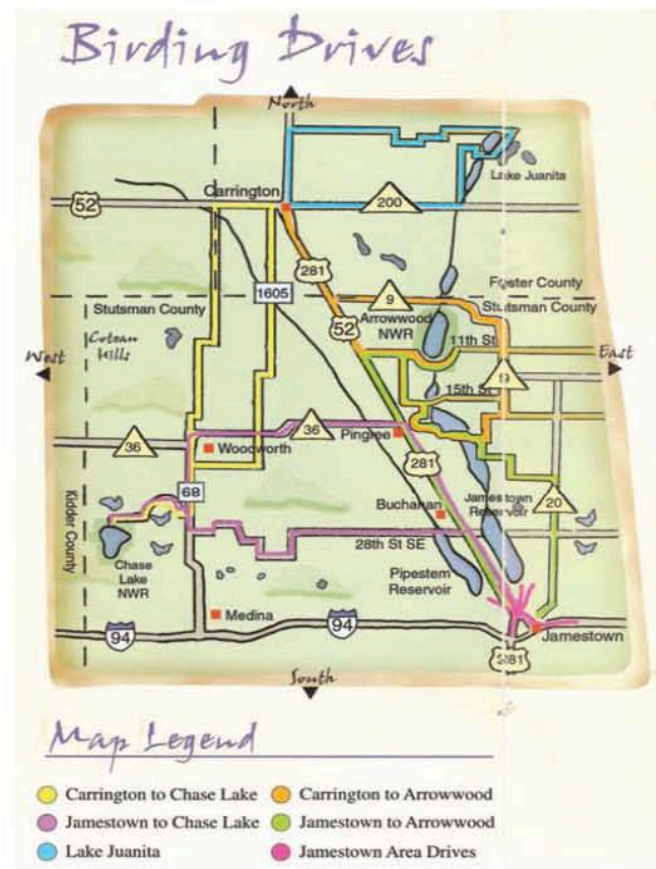 Birding Drives
North
Lake Juanita
Carrington
52
200
281
1605
9
Foster County
Stutsman County
Stutsman County
52
Arrowwood
NWR
11th St
Coteau
Hills
West
East
15th St
36
36
Pingree
Woodworth
281
68
Kidder County
Buchanan
Jamestown
Reservoir
20
28th St SE
Chase
Lake
NWR
Pipestem
Reservoir
Medina
94
94
Jamestown
281
South
Map Legend
Carrington to Chase Lake
Carrington to Arrowwood
Jamestown to Chase Lake
Jamestown to Arrowwood
Lake Juanita
Jamestown Area Drives